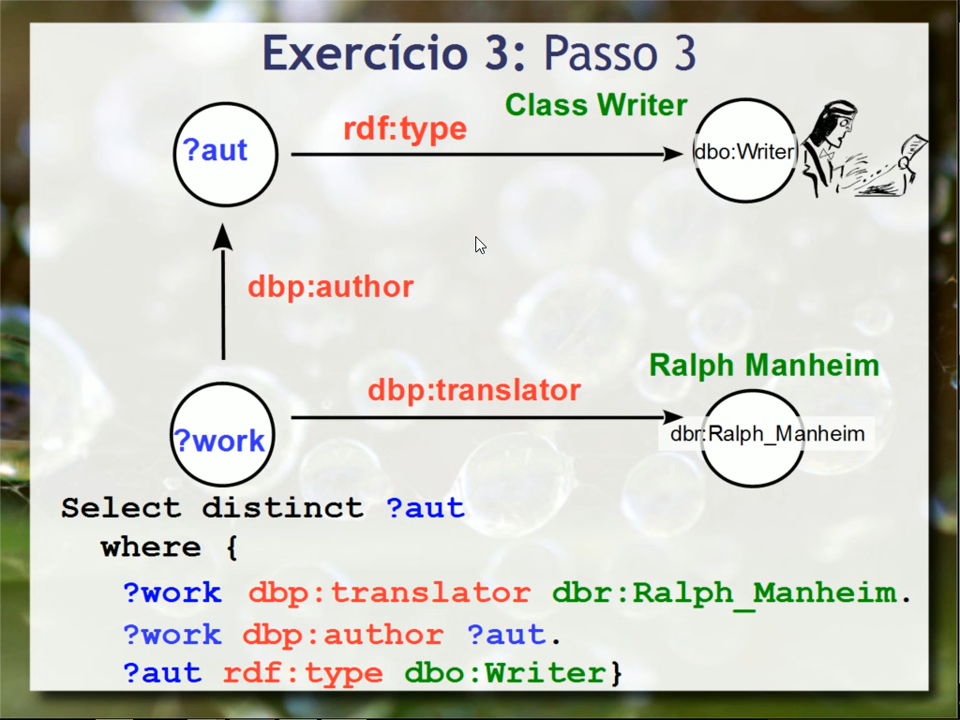 Exercício 3: Passo 3
Class Writer
rdf:type
?aut
dbo:Writer
dbp:author
Ralph Manheim
dbp:translator
?work
dbr:Ralph_Manheim
Select distinct ?aut
where {
?work dbp:translator dbr:Ralph_Manheim.
?work dbp:author ?aut.
?aut rdf:type dbo:Writer}